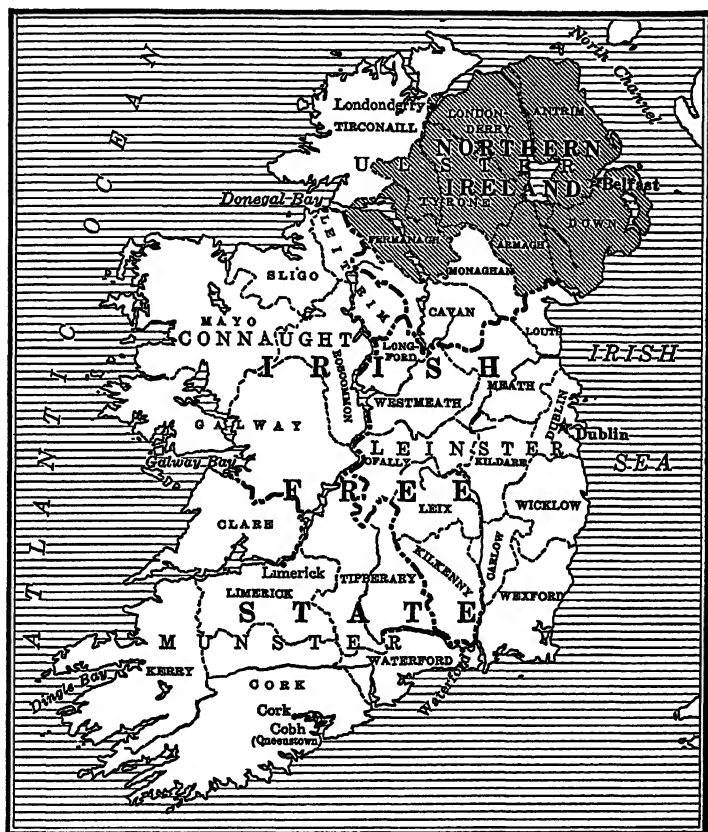 North Channel
ATLANTIC OCEAN
Londonderry
TIRCONAILL
LONDON-
DERRY
ANTRIM
NORTHERN
ULSTER
IRELAND
Belfast
TYRONE
DOWN
Donegal Bay
FERMANAGH
ARMAGH
MONAGHAN
LEITRIM
SLIGO
CAVAN
MAYO
CONNAUGHT
LOUTH
LONG-
FORD
IRISH
IRISH
ROSCOMMON
MEATH
WESTMEATH
GALWAY
DUBLIN
Dublin
LEINSTER
Galway Bay
OFALLY
KILDARE
SEA
FREE
LEIX
WICKLOW
CLARE
CARLOW
KILKENNY
Limerick
TIPPERARY
LIMERICK
WEXFORD
STATE
MUNSTER
WATERFORD
Waterford
Dingle Bay
KERRY
CORK
Cork
Cobh
(Queenstown)